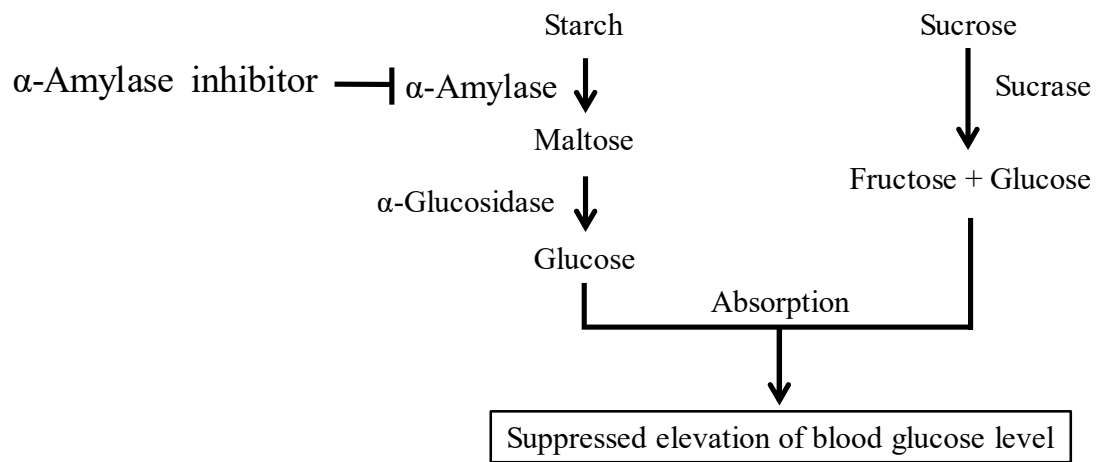 Starch
Sucrose
α-Amylase inhibitor
α-Amylase
Sucrase
Maltose
Fructose + Glucose
α-Glucosidase
Glucose
Absorption
Suppressed elevation of blood glucose level